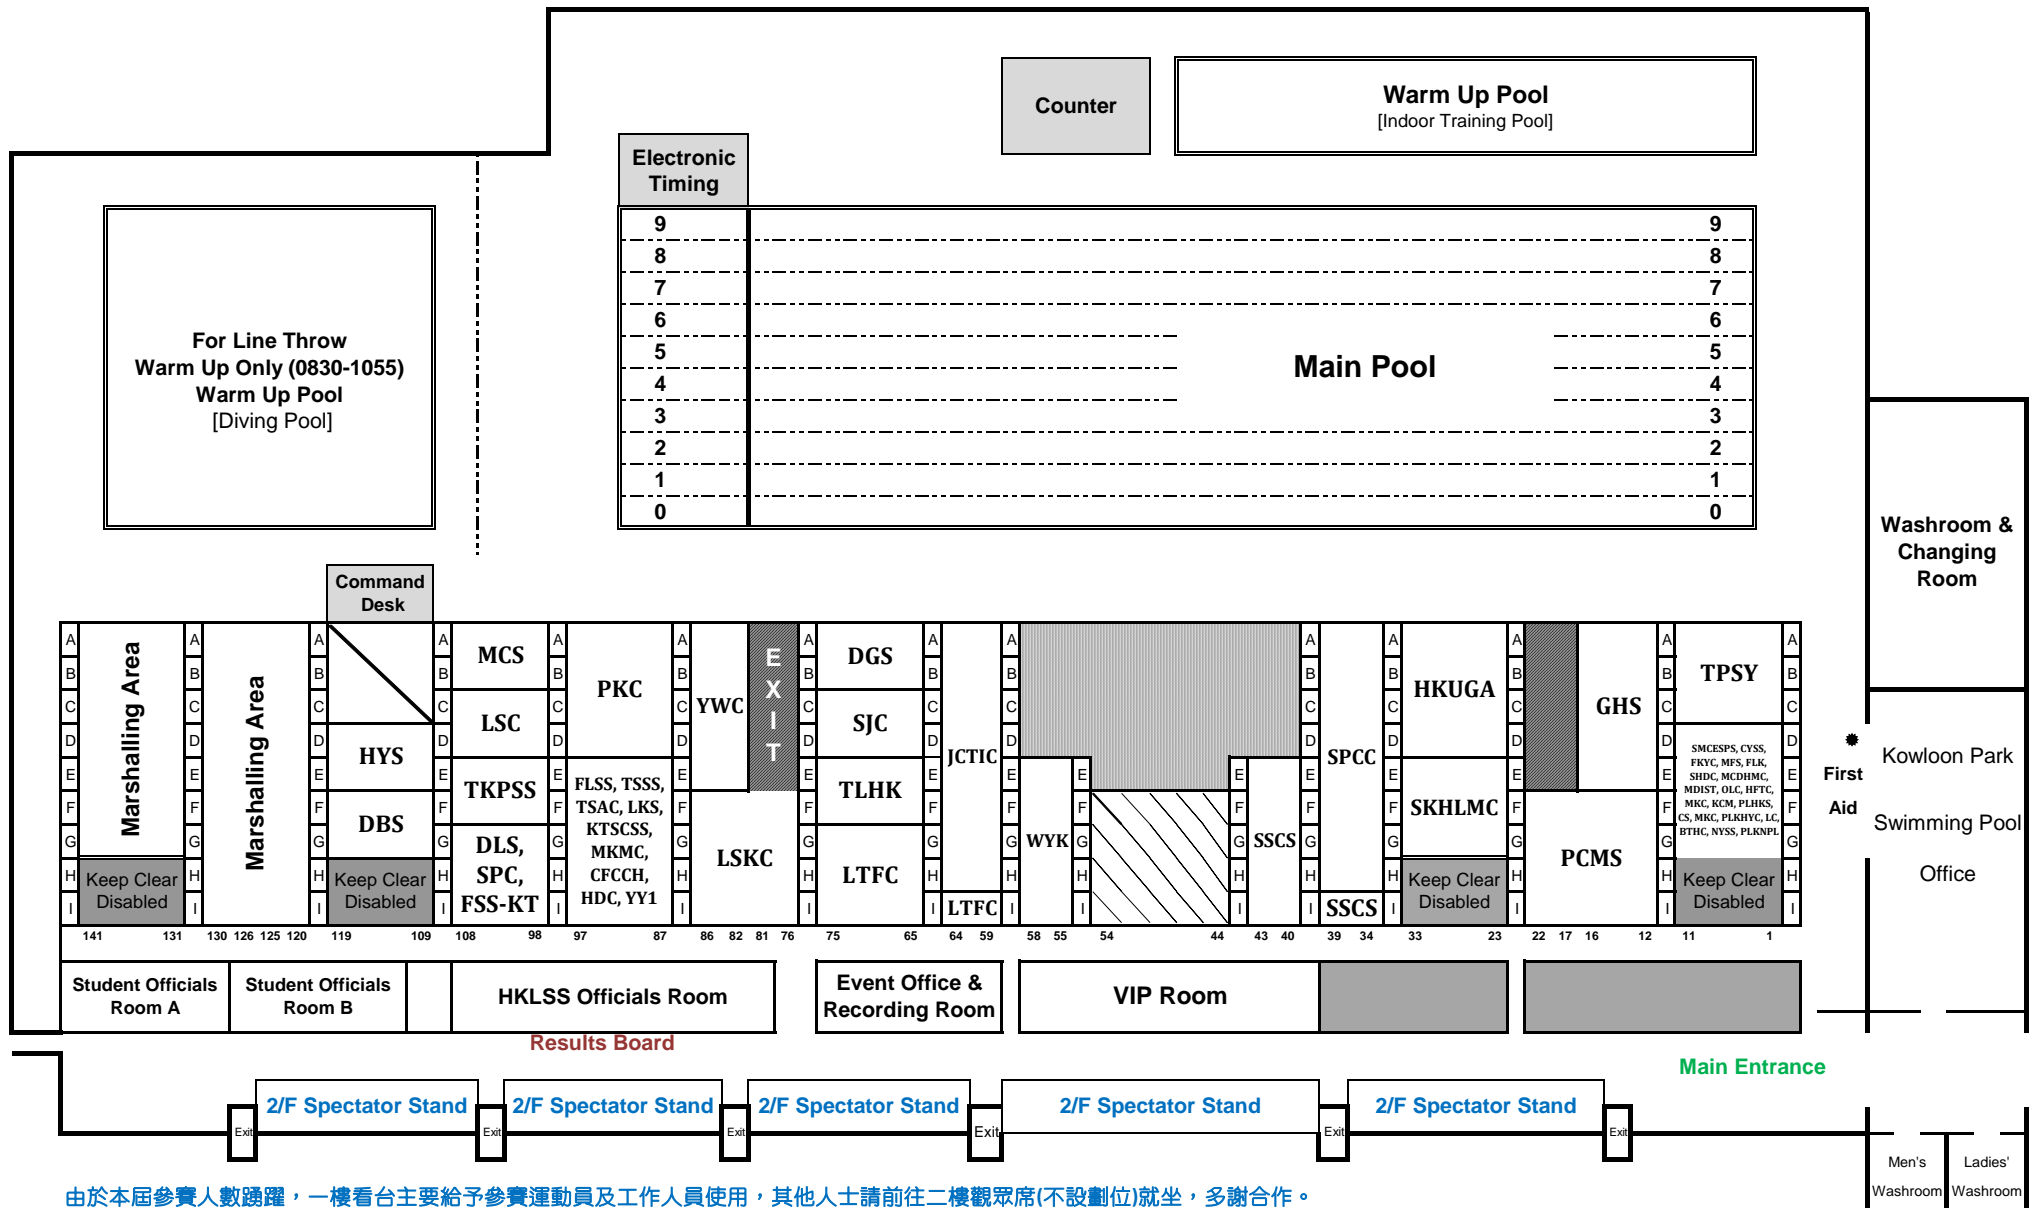 Counter
Warm Up Pool
[Indoor Training Pool]
Electronic
Timing
9 9
8 8
7 7
6 6
5 5
4 4
3 3
2 2
1 1
0 0
Main Pool
For Line Throw
Warm Up Only (0830-1055)
Warm Up Pool
[Diving Pool]
Washroom &
Changing
Room
Command
Desk
A B C D E F G H I
Marshalling Area
Keep Clear
Disabled
A B C D E F G H I
Marshalling Area
A B C D E F G H I
HYS
DBS
Keep Clear
Disabled
A B C D E F G H I
MCS
LSC
TKPSS
DLS,
SPC,
FSS-KT
A B C D E F G H I
PKC
FLSS, TSSS,
TSAC, LKS,
KTSCSS,
MKMC,
CFCCH,
HDC, YY1
A B C D E F G H I
YWC
EXIT
LSKC
A B C D E F G H I
DGS
SJC
TLHK
LTFC
A B C D E F G H I
JCTIC
LTFC
A B C D E F G H I
WYK
E F G H I
E F G H I
SSCS
A B C D E F G H I
SPCC
SSCS
A B C D E F G H I
HKUGA
SKHLMC
Keep Clear
Disabled
A B C D E F G H I
GHS
PCMS
A B C D E F G H I
TPSY
SMCESPS, CYSS,
FKYC, MFS, FLK,
SHDC, MCDHMC,
MDIST, OLC, HFTC,
MKC, KCM, PLHKS,
CS, MKC, PLKHYC, LC,
BTHC, NYSS, PLKNPL
Keep Clear
Disabled
A B C D E F G H I
First
Aid
Kowloon Park
Swimming Pool
Office
141 131 130 126 125 120 119 109 108 98 97 87 86 82 81 76 75 65 64 59 58 55 54 44 43 40 39 34 33 23 22 17 16 12 11 1
Student Officials
Room A
Student Officials
Room B
HKLSS Officials Room
Event Office &
Recording Room
VIP Room
Results Board
Main Entrance
2/F Spectator Stand 2/F Spectator Stand 2/F Spectator Stand 2/F Spectator Stand 2/F Spectator Stand
Exit Exit Exit Exit Exit Exit
Men's
Washroom
Ladies'
Washroom
由於本屆參賽人數踴躍，一樓看台主要給予參賽運動員及工作人員使用，其他人士請前往二樓觀眾席(不設劃位)就坐，多謝合作。